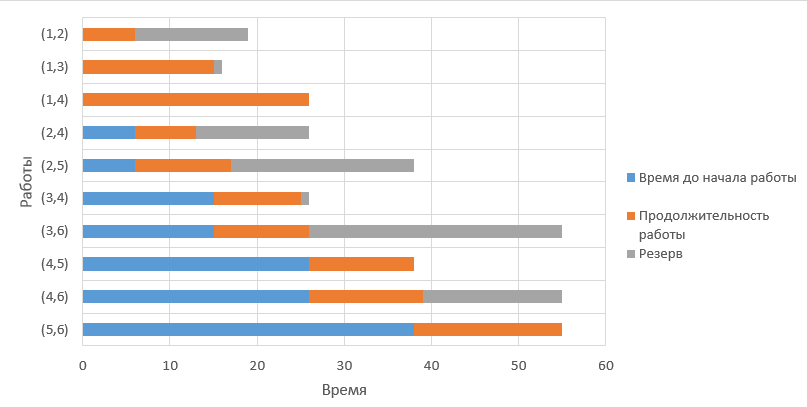 (1,2)
(1,3)
(1,4)
(2,4)
(2,5)
(3,4)
(3,6)
(4,5)
(4,6)
(5,6)
Работы
0 10 20 30 40 50 60
Время
Время до начала работы
Продолжительность
работы
Резерв